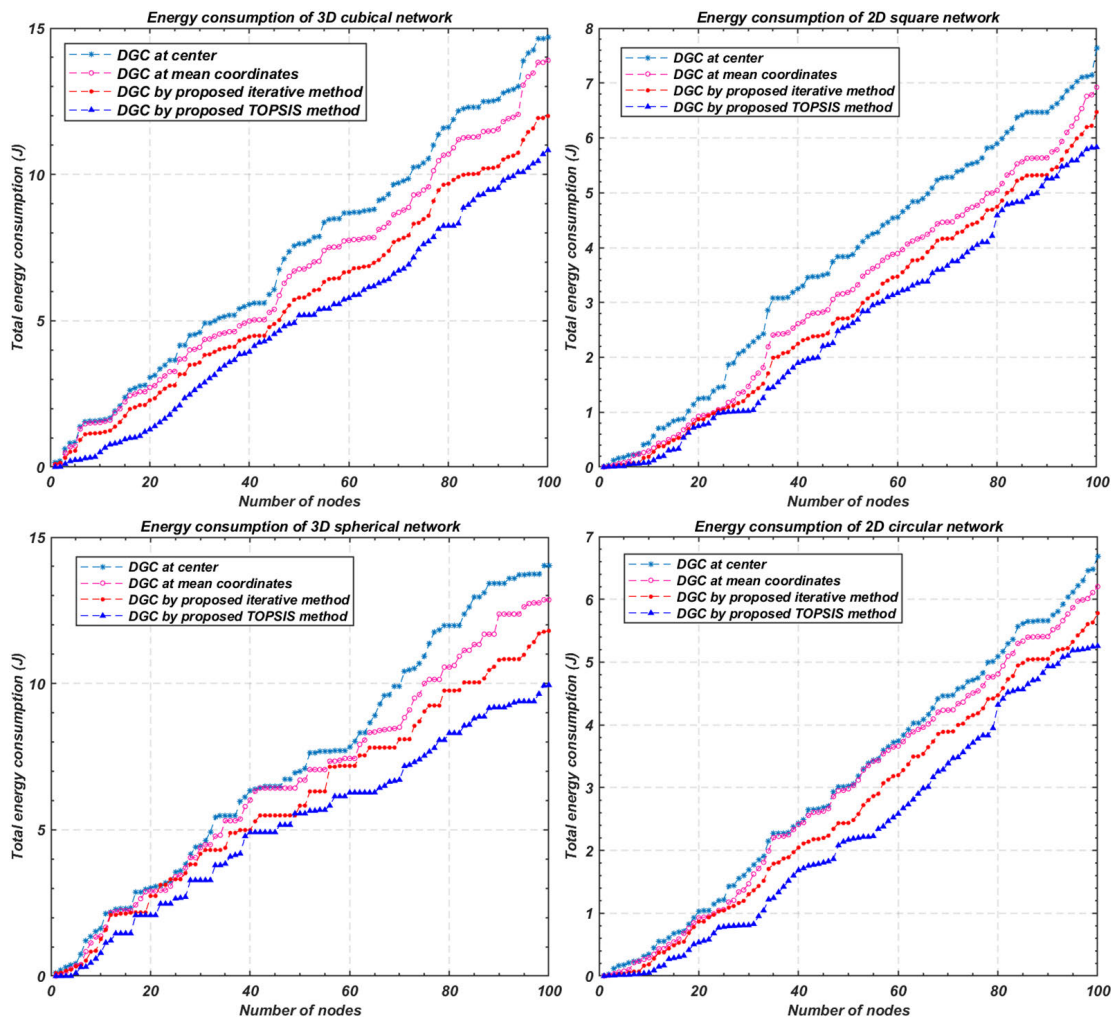 Energy consumption of 3D cubical network
15
10
5
0
0
20
40
60
80
100
Total energy consumption (J)
Number of nodes
DGC at center
DGC at mean coordinates
DGC by proposed iterative method
DGC by proposed TOPSIS method
Energy consumption of 2D square network
8
7
6
5
4
3
2
1
0
0
20
40
60
80
100
Total energy consumption (J)
Number of nodes
DGC at center
DGC at mean coordinates
DGC by proposed iterative method
DGC by proposed TOPSIS method
Energy consumption of 3D spherical network
15
10
5
0
0
20
40
60
80
100
Total energy consumption (J)
Number of nodes
DGC at center
DGC at mean coordinates
DGC by proposed iterative method
DGC by proposed TOPSIS method
Energy consumption of 2D circular network
7
6
5
4
3
2
1
0
0
20
40
60
80
100
Total energy consumption (J)
Number of nodes
DGC at center
DGC at mean coordinates
DGC by proposed iterative method
DGC by proposed TOPSIS method